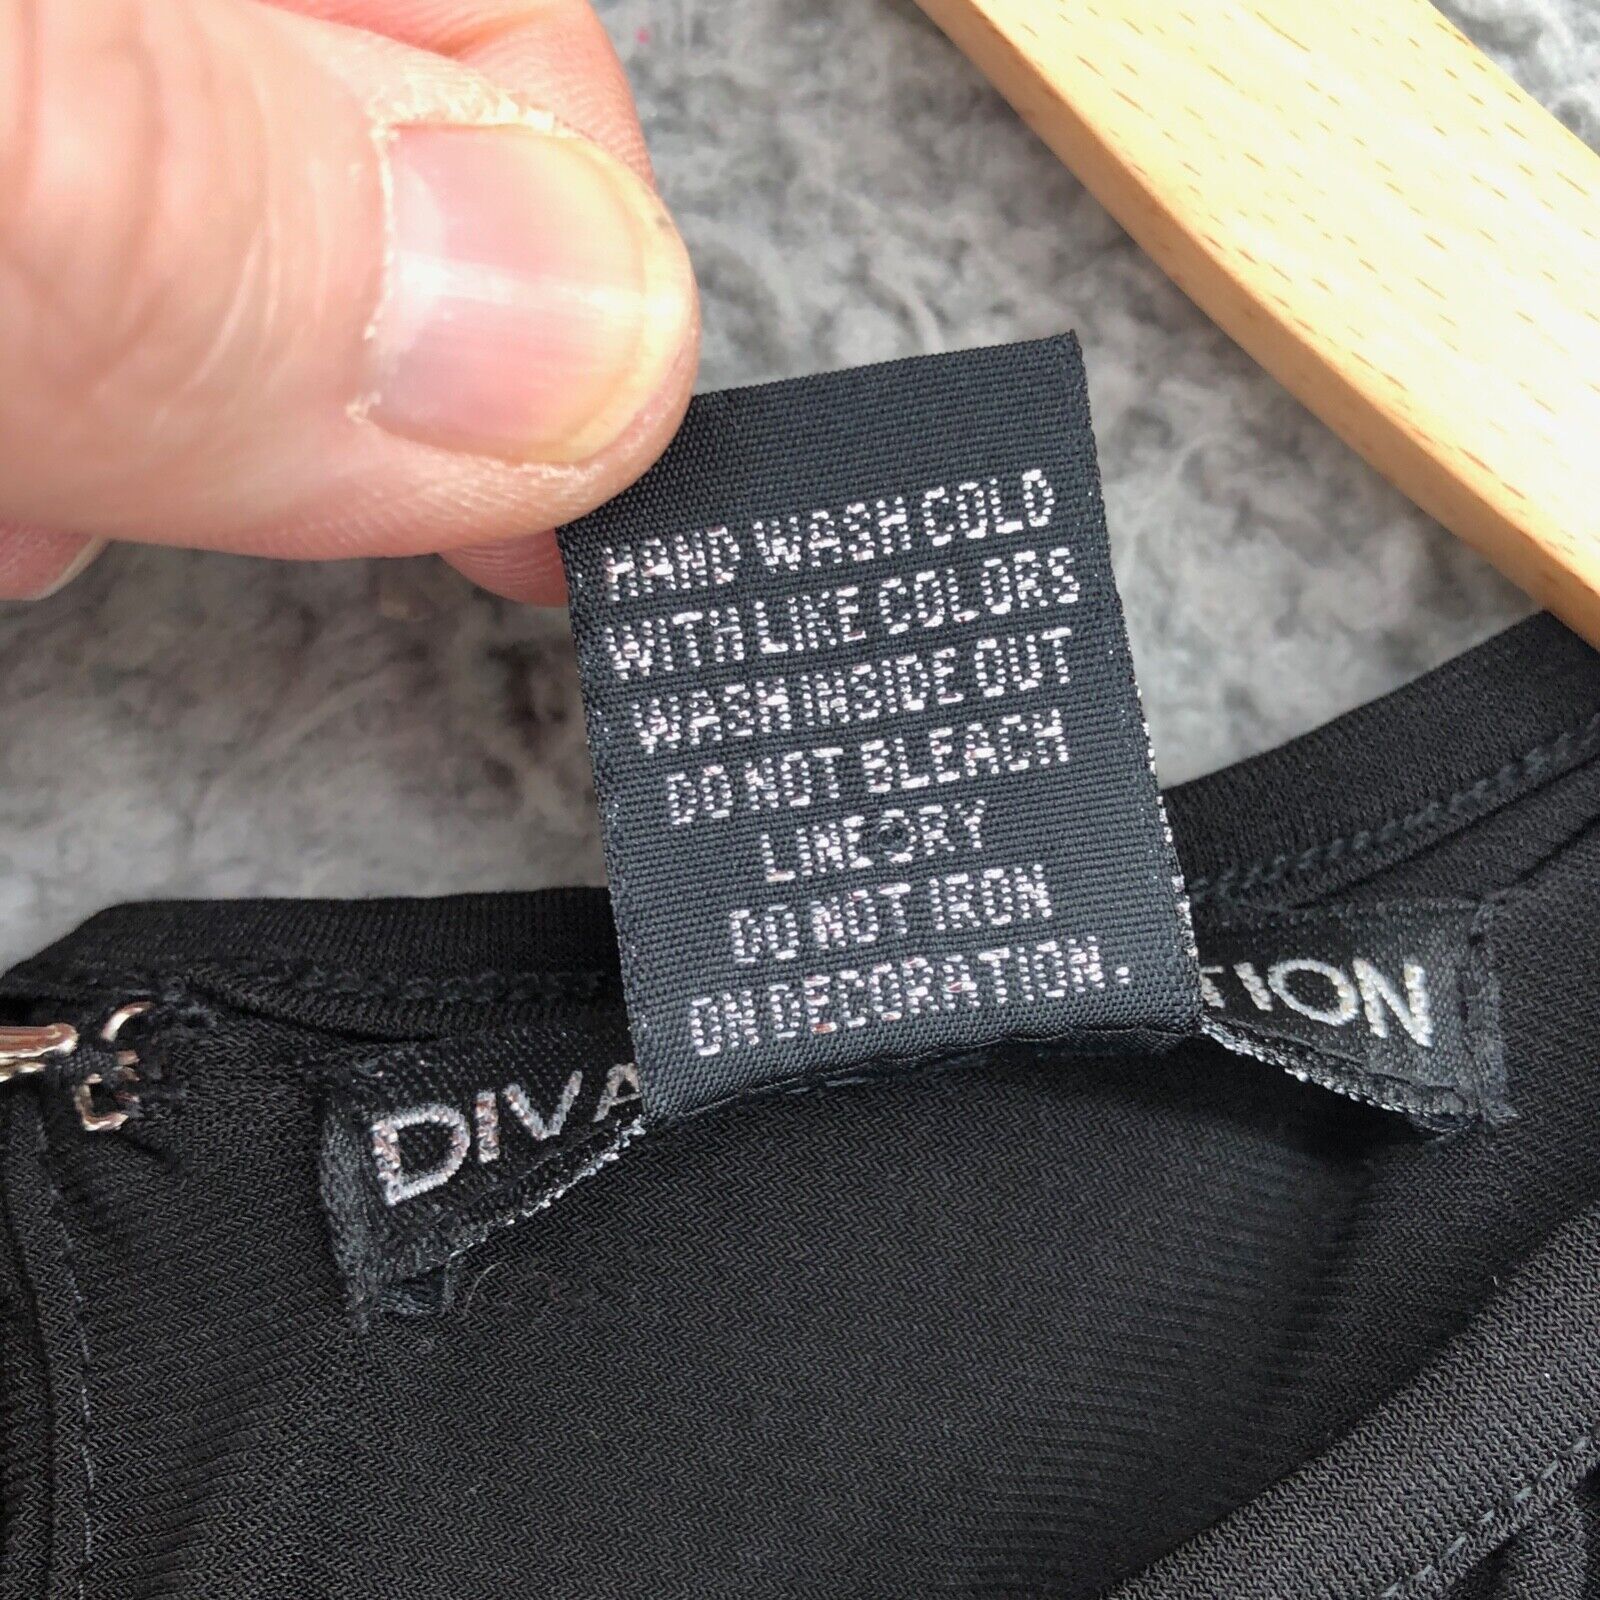 HAND WASH COLD
WITH LIKE COLORS
WASH INSIDE OUT
DO NOT BLEACH
LINE DRY
DO NOT IRON
ON DECORATION.
DIVA TION